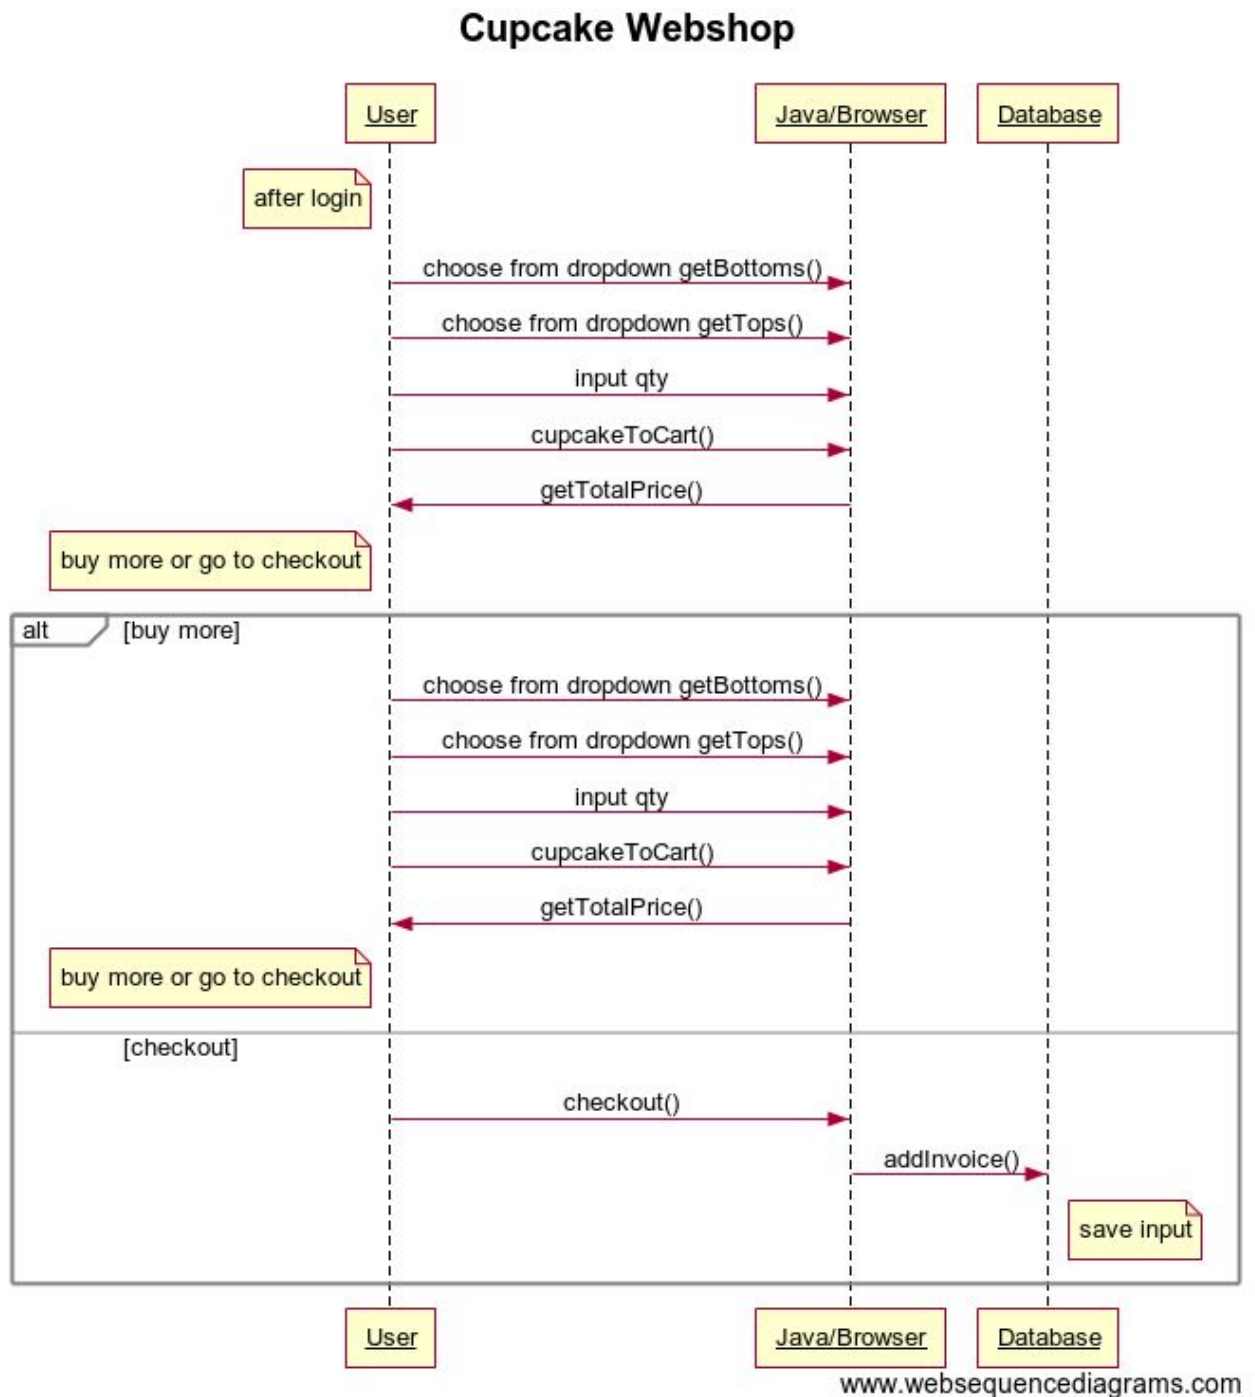 Cupcake Webshop
User
Java/Browser
Database
after login
choose from dropdown getBottoms()
choose from dropdown getTops()
input qty
cupcakeToCart()
getTotalPrice()
buy more or go to checkout
alt [buy more]
choose from dropdown getBottoms()
choose from dropdown getTops()
input qty
cupcakeToCart()
getTotalPrice()
buy more or go to checkout
[checkout]
checkout()
addInvoice()
save input
User
Java/Browser
Database
www.websequencediagrams.com